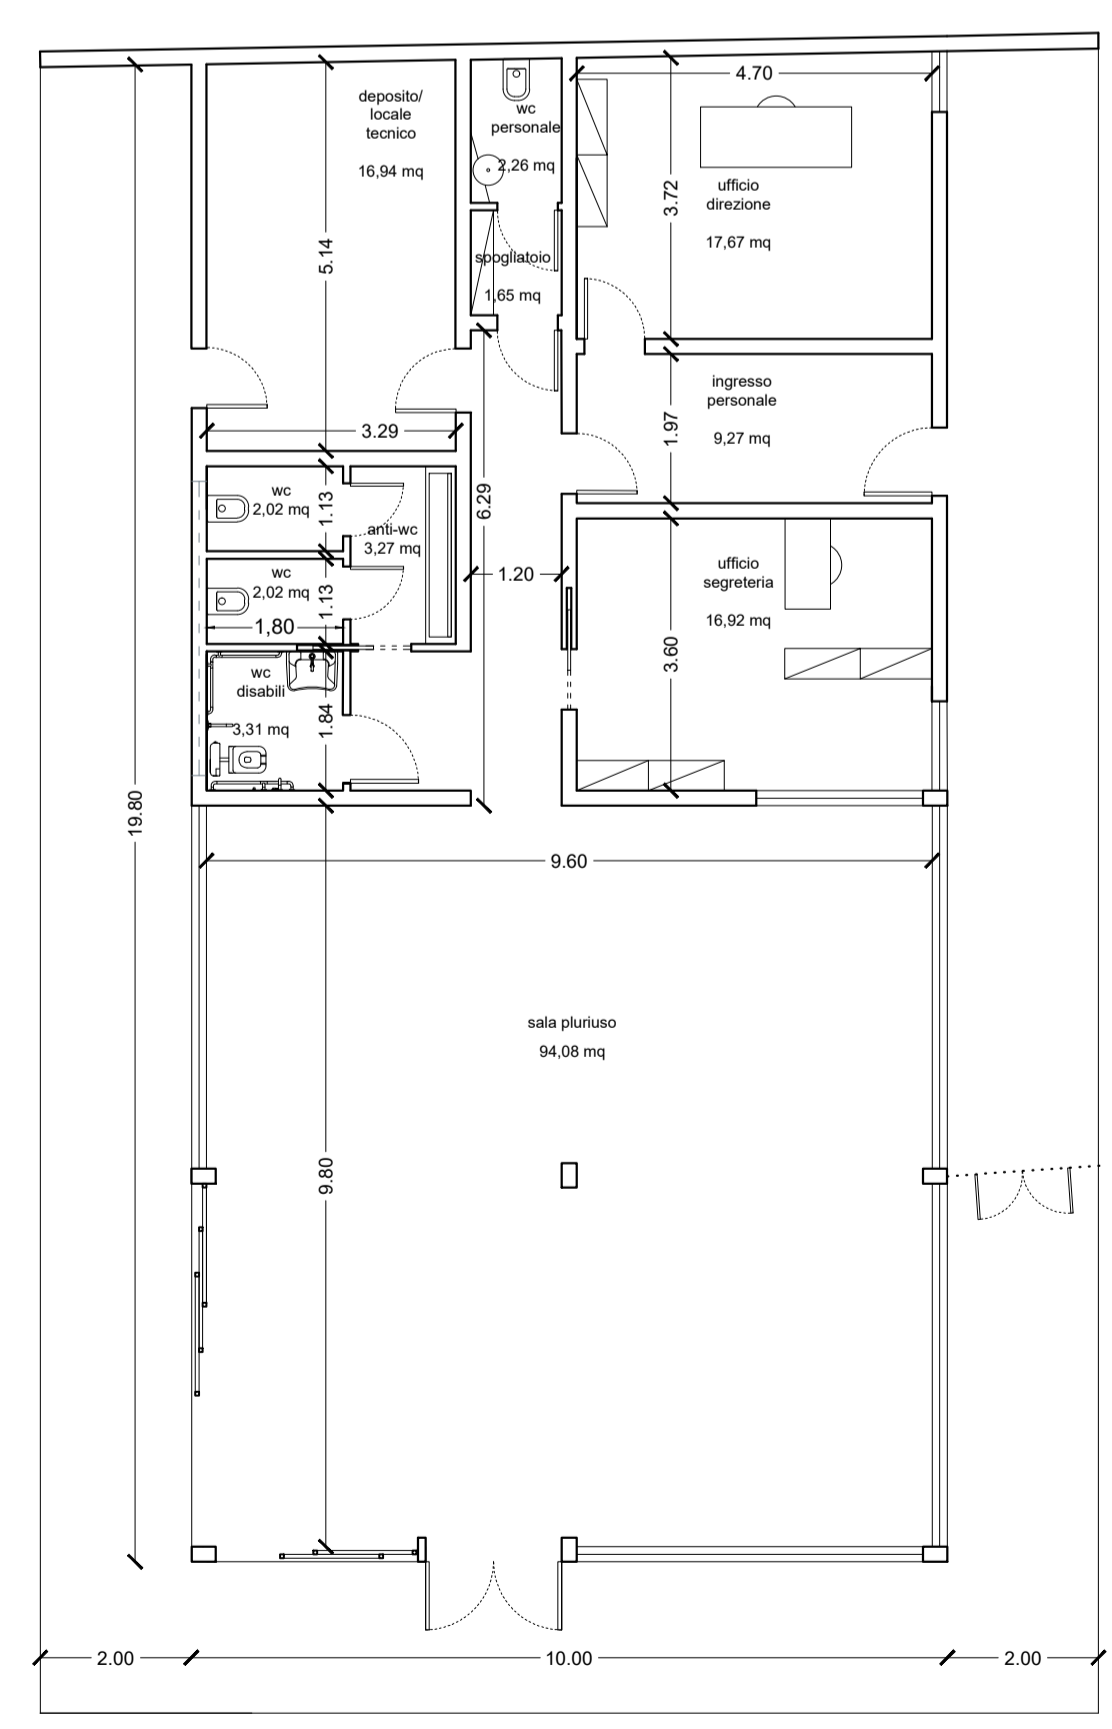 4.70
deposito/
locale
tecnico
16,94 mq
wc
personale
2,26 mq
ufficio
direzione
17,67 mq
3.72
5.14
spogliatoio
1,65 mq
ingresso
personale
9,27 mq
1.97
3.29
wc
2,02 mq
1.13
anti-wc
3,27 mq
6.29
wc
2,02 mq
1.13
1,80
1.20
ufficio
segreteria
16,92 mq
3.60
wc
disabili
3,31 mq
1.84
19.80
9.60
sala pluriuso
94,08 mq
9.80
2.00
10.00
2.00